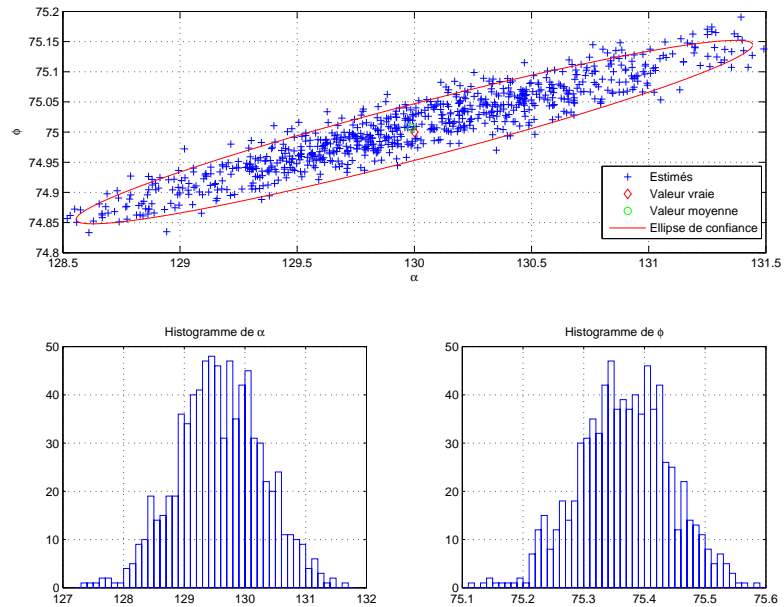 75.2
75.15
75.1
75.05
75
74.95
74.9
74.85
74.8
ϕ
128.5 129 129.5 130 130.5 131 131.5
α
Estimés
Valeur vraie
Valeur moyenne
Ellipse de confiance
Histogramme de α
50
40
30
20
10
0
127 128 129 130 131 132
Histogramme de ϕ
50
40
30
20
10
0
75.1 75.2 75.3 75.4 75.5 75.6